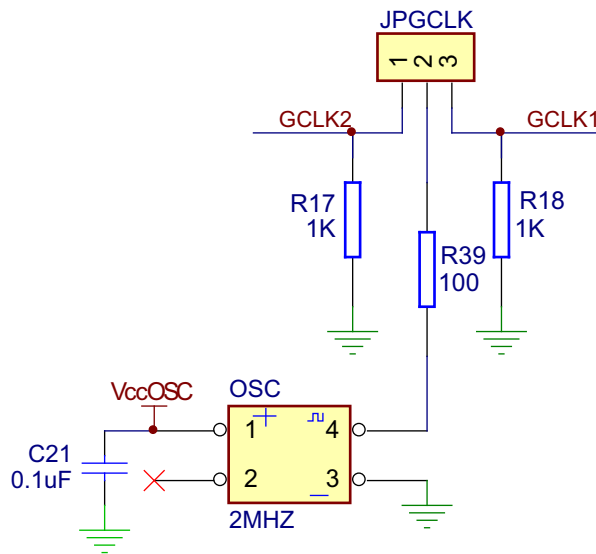 JPGCLK
1 2 3
GCLK2
GCLK1
R17
1K
R18
1K
R39
100
VccOSC
OSC
C21
0.1uF
1 4
2 3
2MHZ